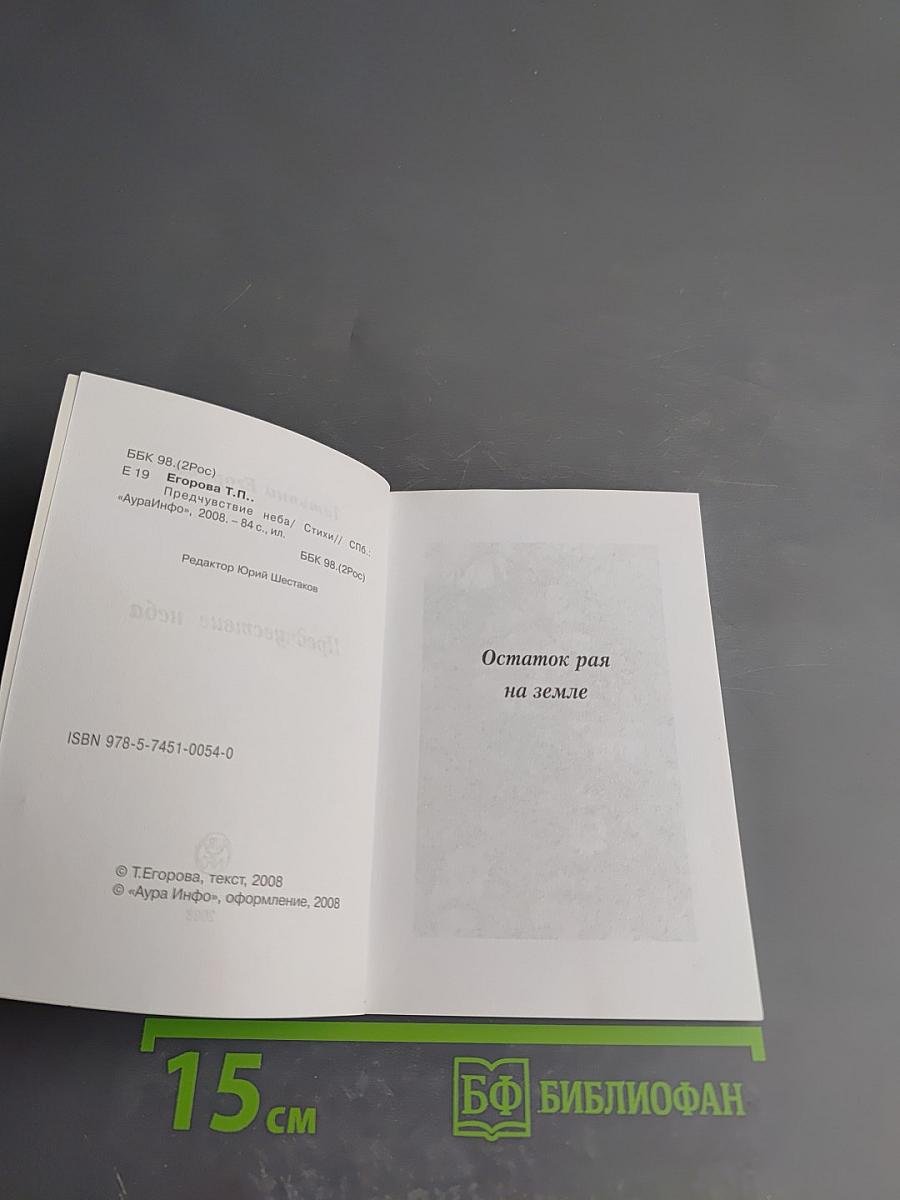 ББК 98.(2Рос)
Е 19 Егорова Т.П..
Предчувствие неба/ Стихи// СПб.:
«АураИнфо», 2008. – 84 с., ил.
ББК 98.(2Рос)
Редактор Юрий Шестаков
ISBN 978-5-7451-0054-0
© Т.Егорова, текст, 2008
© «Аура Инфо», оформление, 2008
Остаток рая
на земле
15 см
БФ БИБЛИОФАН